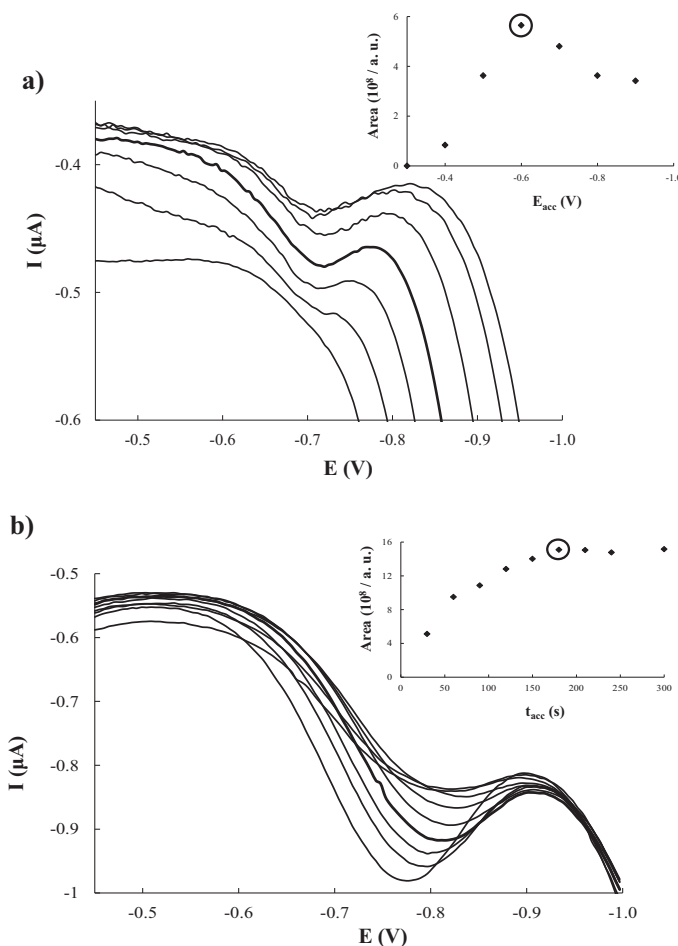 a)
Area (10⁸ / a. u.)
6
4
2
0
-0.4 -0.6 -0.8 -1.0
Eacc (V)
I (µA)
-0.4
-0.5
-0.6
-0.5 -0.6 -0.7 -0.8 -0.9 -1.0
E (V)
b)
Area (10⁸ / a. u.)
16
12
8
4
0
0 50 100 150 200 250 300
tacc (s)
I (µA)
-0.5
-0.6
-0.7
-0.8
-0.9
-1
-0.5 -0.6 -0.7 -0.8 -0.9 -1.0
E (V)